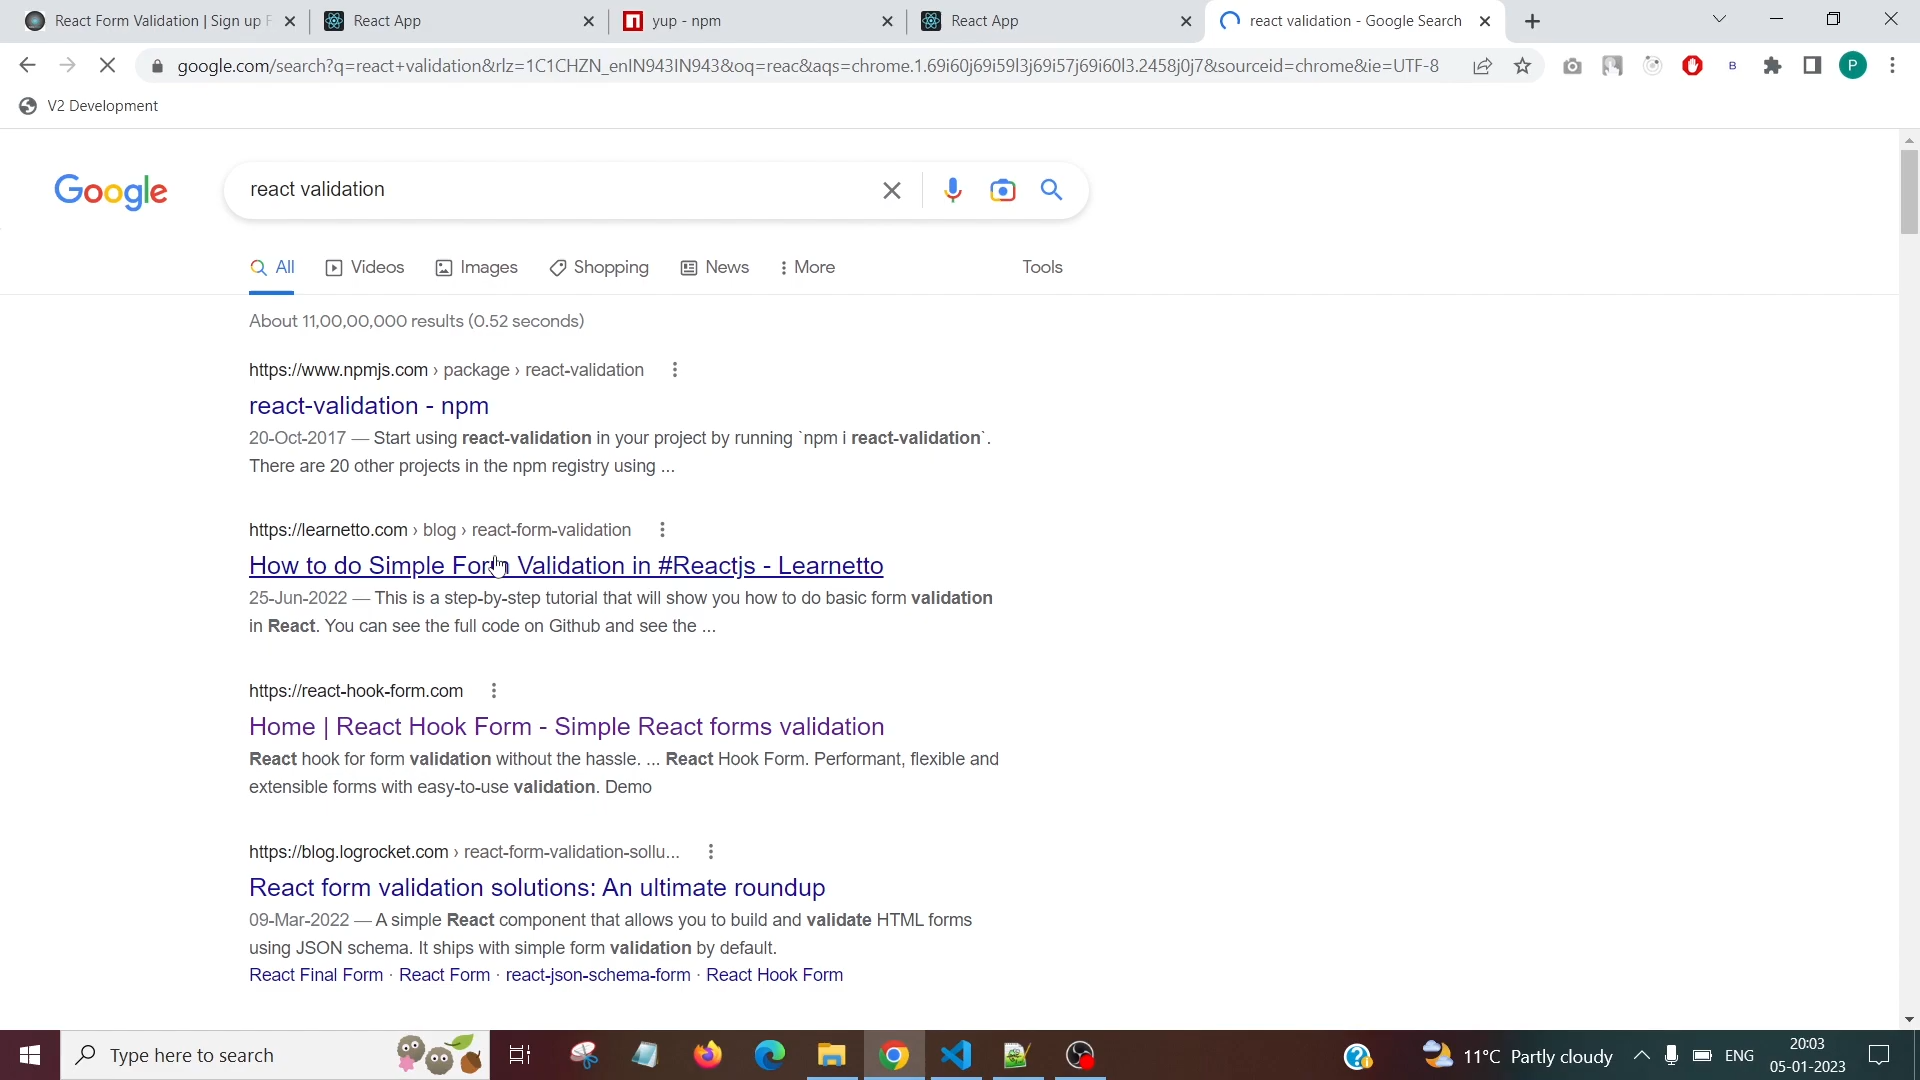 React Form Validation | Sign up F
React App
yup - npm
React App
react validation - Google Search
google.com/search?q=react+validation&rlz=1C1CHZN_enIN943IN943&oq=reac&aqs=chrome.1.69i60j69i59l3j69i57j69i60l3.2458j0j7&sourceid=chrome&ie=UTF-8
B
P
V2 Development
Google
react validation
All
Videos
Images
Shopping
News
More
Tools
About 11,00,00,000 results (0.52 seconds)
https://www.npmjs.com › package › react-validation
react-validation - npm
20-Oct-2017 — Start using react-validation in your project by running `npm i react-validation`.
There are 20 other projects in the npm registry using ...
https://learnetto.com › blog › react-form-validation
How to do Simple Form Validation in #Reactjs - Learnetto
25-Jun-2022 — This is a step-by-step tutorial that will show you how to do basic form validation
in React. You can see the full code on Github and see the ...
https://react-hook-form.com
Home | React Hook Form - Simple React forms validation
React hook for form validation without the hassle. ... React Hook Form. Performant, flexible and
extensible forms with easy-to-use validation. Demo
https://blog.logrocket.com › react-form-validation-sollu...
React form validation solutions: An ultimate roundup
09-Mar-2022 — A simple React component that allows you to build and validate HTML forms
using JSON schema. It ships with simple form validation by default.
React Final Form · React Form · react-json-schema-form · React Hook Form
Type here to search
11°C Partly cloudy
ENG
20:03
05-01-2023